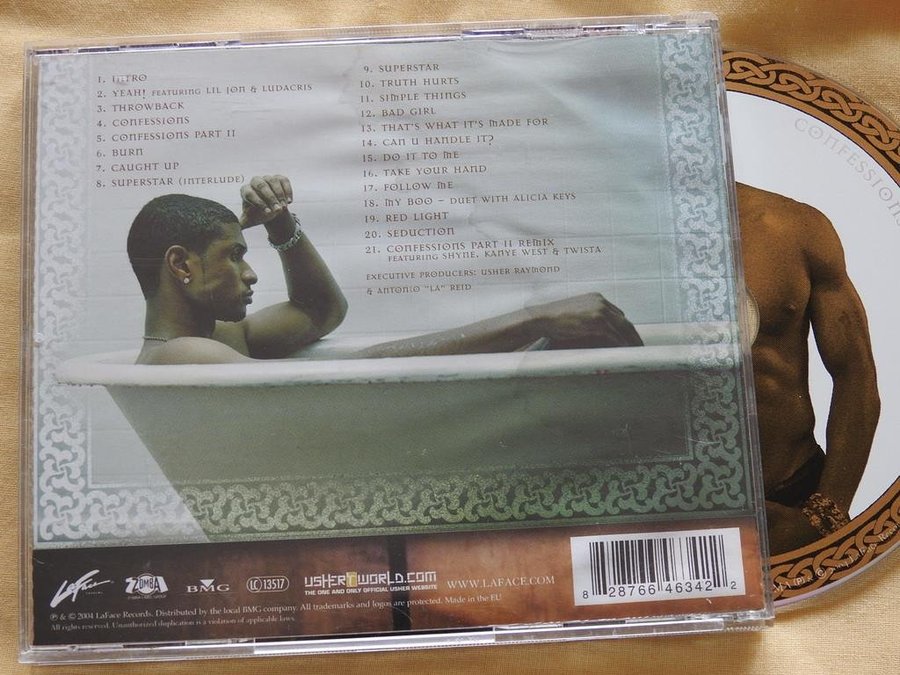 1. INTRO
2. YEAH! FEATURING LIL JON & LUDACRIS
3. THROWBACK
4. CONFESSIONS
5. CONFESSIONS PART II
6. BURN
7. CAUGHT UP
8. SUPERSTAR (INTERLUDE)
9. SUPERSTAR
10. TRUTH HURTS
11. SIMPLE THINGS
12. BAD GIRL
13. THAT'S WHAT IT'S MADE FOR
14. CAN U HANDLE IT?
15. DO IT TO ME
16. TAKE YOUR HAND
17. FOLLOW ME
18. MY BOO – DUET WITH ALICIA KEYS
19. RED LIGHT
20. SEDUCTION
21. CONFESSIONS PART II REMIX
FEATURING SHYNE, KANYE WEST & TWISTA
EXECUTIVE PRODUCERS: USHER RAYMOND
& ANTONIO "LA" REID
CONFESSIONS
LaFace
ZOMBA
BMG
LC 13517
USHERWORLD.COM
THE ONE AND ONLY OFFICIAL USHER WEBSITE
WWW.LAFACE.COM
8 28766 46342 2
℗ & © 2004 LaFace Records. Distributed by the local BMG company. All trademarks and logos are protected. Made in the EU
All rights reserved. Unauthorized duplication is a violation of applicable laws.